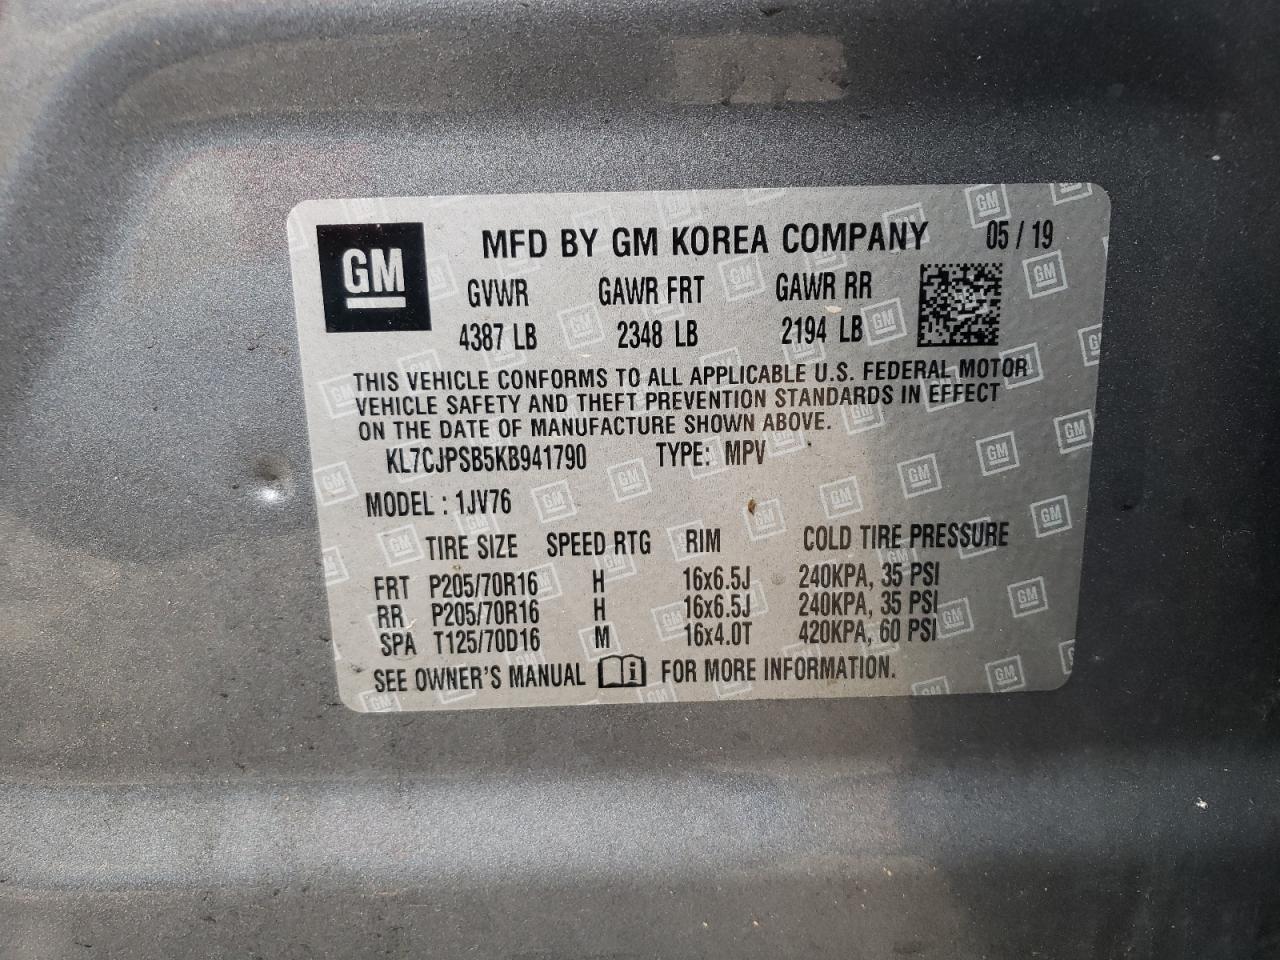 GM MFD BY GM KOREA COMPANY 05 / 19
GVWR GAWR FRT GAWR RR
4387 LB 2348 LB 2194 LB
THIS VEHICLE CONFORMS TO ALL APPLICABLE U.S. FEDERAL MOTOR
VEHICLE SAFETY AND THEFT PREVENTION STANDARDS IN EFFECT
ON THE DATE OF MANUFACTURE SHOWN ABOVE.
KL7CJPSB5KB941790 TYPE: MPV
MODEL : 1JV76
TIRE SIZE SPEED RTG RIM COLD TIRE PRESSURE
FRT P205/70R16 H 16x6.5J 240KPA, 35 PSI
RR P205/70R16 H 16x6.5J 240KPA, 35 PSI
SPA T125/70D16 M 16x4.0T 420KPA, 60 PSI
SEE OWNER'S MANUAL i FOR MORE INFORMATION.